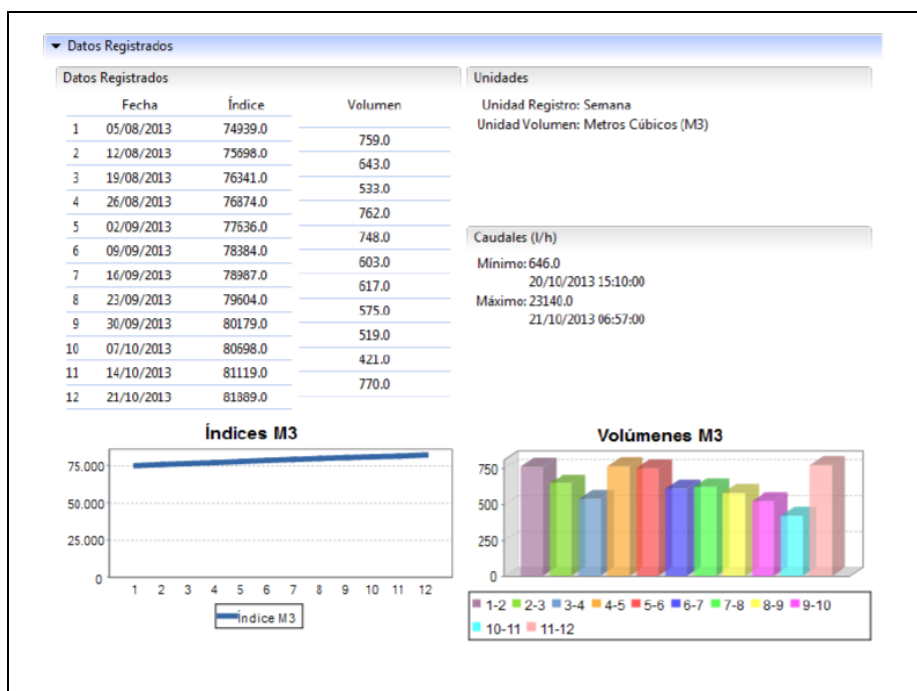 Datos Registrados
Datos Registrados
Fecha Índice Volumen
1 05/08/2013 74939.0
759.0
2 12/08/2013 75698.0
643.0
3 19/08/2013 76341.0
533.0
4 26/08/2013 76874.0
762.0
5 02/09/2013 77636.0
748.0
6 09/09/2013 78384.0
603.0
7 16/09/2013 78987.0
617.0
8 23/09/2013 79604.0
575.0
9 30/09/2013 80179.0
519.0
10 07/10/2013 80698.0
421.0
11 14/10/2013 81119.0
770.0
12 21/10/2013 81889.0
Unidades
Unidad Registro: Semana
Unidad Volumen: Metros Cúbicos (M3)
Caudales (l/h)
Mínimo: 646.0
20/10/2013 15:10:00
Máximo: 23140.0
21/10/2013 06:57:00
Índices M3
75.000
50.000
25.000
0
1 2 3 4 5 6 7 8 9 10 11 12
Índice M3
Volúmenes M3
750
500
250
0
1-2 2-3 3-4 4-5 5-6 6-7 7-8 8-9 9-10
10-11 11-12